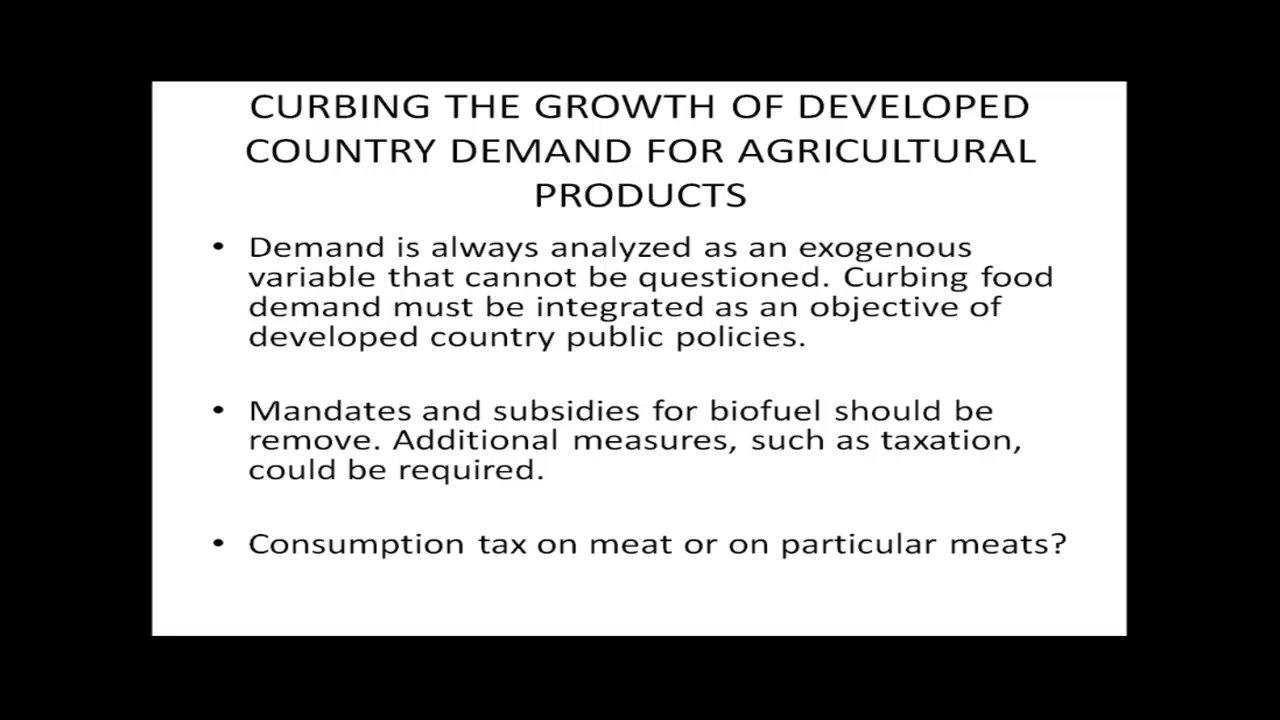 CURBING THE GROWTH OF DEVELOPED
COUNTRY DEMAND FOR AGRICULTURAL
PRODUCTS
• Demand is always analyzed as an exogenous
variable that cannot be questioned. Curbing food
demand must be integrated as an objective of
developed country public policies.
• Mandates and subsidies for biofuel should be
remove. Additional measures, such as taxation,
could be required.
• Consumption tax on meat or on particular meats?